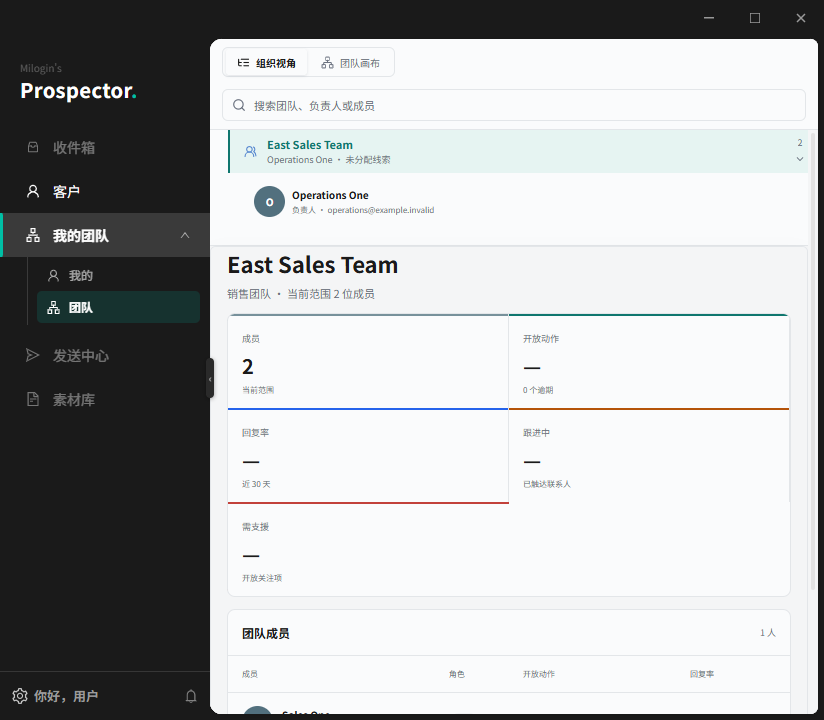 Milogin's
Prospector.
收件箱
客户
我的团队
我的
团队
发送中心
素材库
你好，用户
组织视角
团队画布
搜索团队、负责人或成员
East Sales Team
2
Operations One • 未分配线索
O
Operations One
负责人 • operations@example.invalid
East Sales Team
销售团队 • 当前范围 2 位成员
成员
2
当前范围
开放动作
—
0 个逾期
回复率
—
近 30 天
跟进中
—
已触达联系人
需支援
—
开放关注项
团队成员
1 人
成员 角色 开放动作 回复率
Sales One